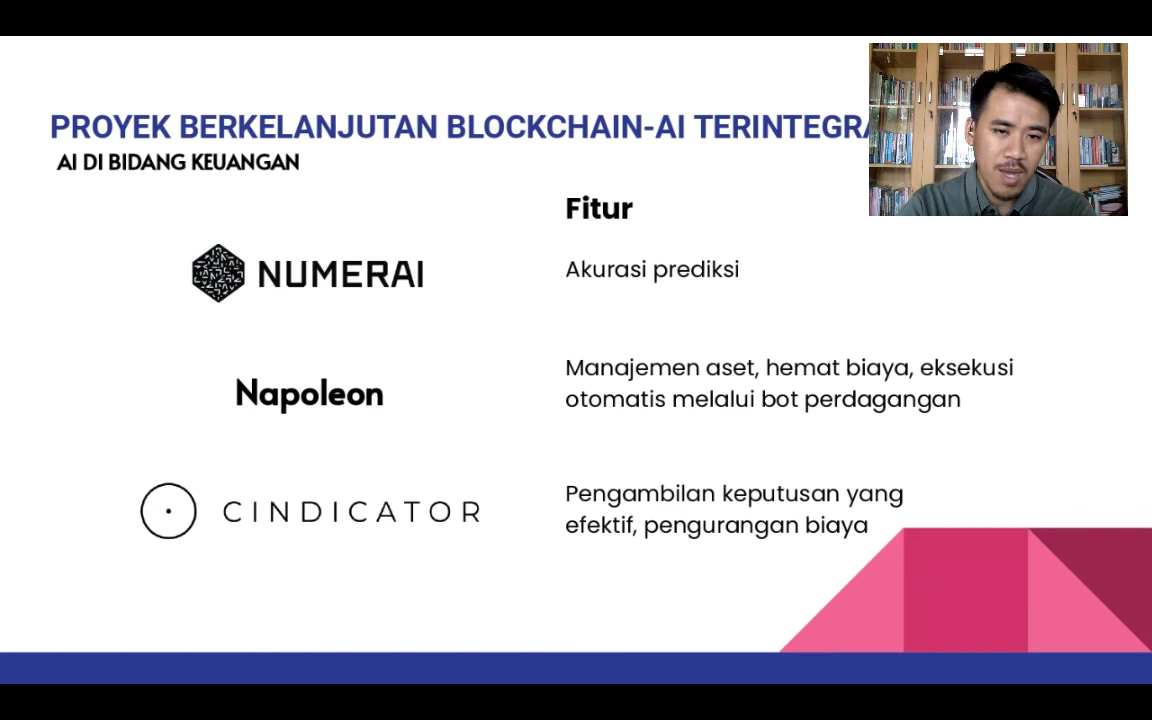 PROYEK BERKELANJUTAN BLOCKCHAIN-AI
AI DI BIDANG KEUANGAN
Fitur
NUMERAI
Akurasi prediksi
Napoleon
Manajemen aset, hemat biaya, eksekusi
otomatis melalui bot perdagangan
CINDICATOR
Pengambilan keputusan yang
efektif, pengurangan biaya